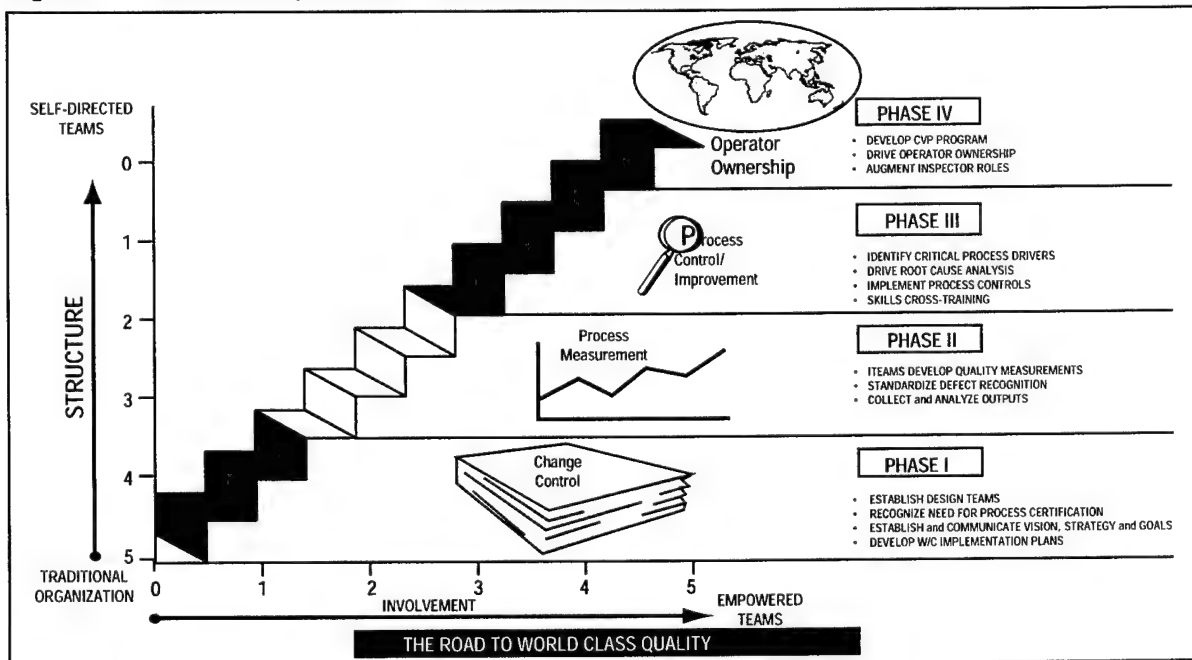 SELF-DIRECTED
TEAMS
0
1
2
3
4
5
STRUCTURE
TRADITIONAL
ORGANIZATION
0 1 2 3 4 5
INVOLVEMENT
EMPOWERED
TEAMS
THE ROAD TO WORLD CLASS QUALITY
Operator
Ownership
PHASE IV
• DEVELOP CVP PROGRAM
• DRIVE OPERATOR OWNERSHIP
• AUGMENT INSPECTOR ROLES
Process
Control/
Improvement
PHASE III
• IDENTIFY CRITICAL PROCESS DRIVERS
• DRIVE ROOT CAUSE ANALYSIS
• IMPLEMENT PROCESS CONTROLS
• SKILLS CROSS-TRAINING
Process
Measurement
PHASE II
• ITEAMS DEVELOP QUALITY MEASUREMENTS
• STANDARDIZE DEFECT RECOGNITION
• COLLECT and ANALYZE OUTPUTS
Change
Control
PHASE I
• ESTABLISH DESIGN TEAMS
• RECOGNIZE NEED FOR PROCESS CERTIFICATION
• ESTABLISH and COMMUNICATE VISION, STRATEGY and GOALS
• DEVELOP W/C IMPLEMENTATION PLANS